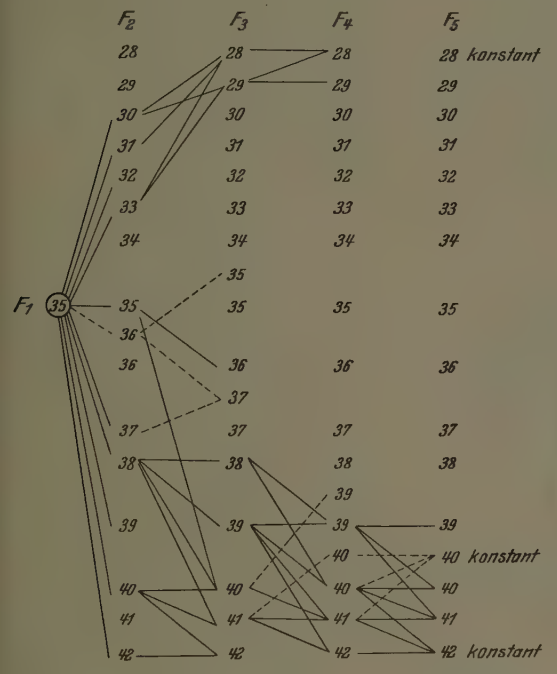 F2 F3 F4 F5
28 28 28 28 konstant
29 29 29 29
30 30 30 30
31 31 31 31
32 32 32 32
33 33 33 33
34 34 34 34
35
F1 35 35 35 35 35
36
36 36 36 36
37
37 37 37 37
38 38 38 38
39
39 39 39 39
40 40 konstant
40 40 40 40
41 41 41 41
42 42 42 42 konstant